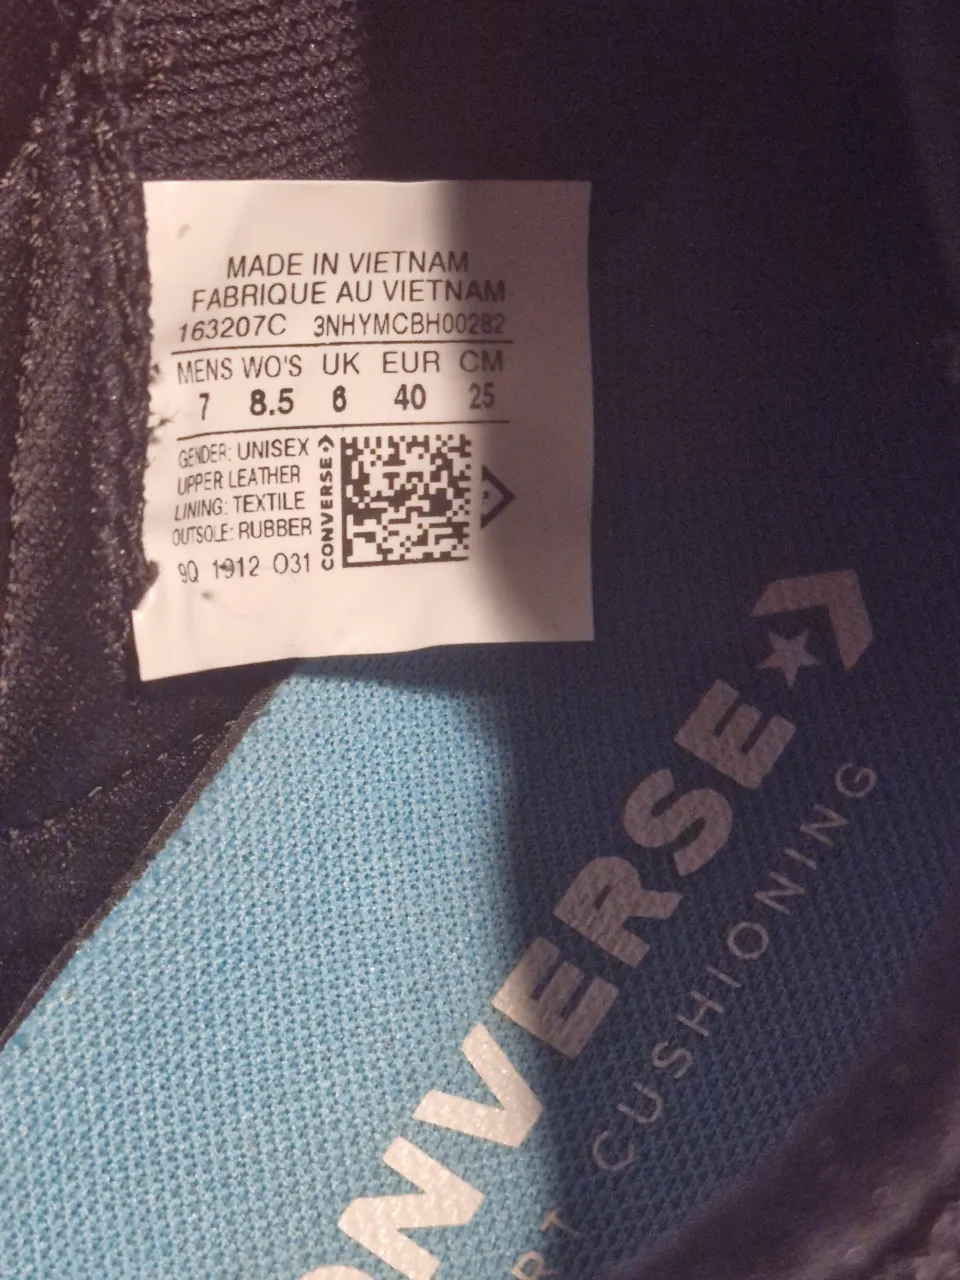 MADE IN VIETNAM
FABRIQUE AU VIETNAM
163207C 3NHYMCBH00282
MENS WO'S UK EUR CM
7 8.5 6 40 25
GENDER: UNISEX
UPPER LEATHER
LINING: TEXTILE
OUTSOLE: RUBBER
9Q 1912 O31
CONVERSE
ONVERSE
CUSHIONING
RT